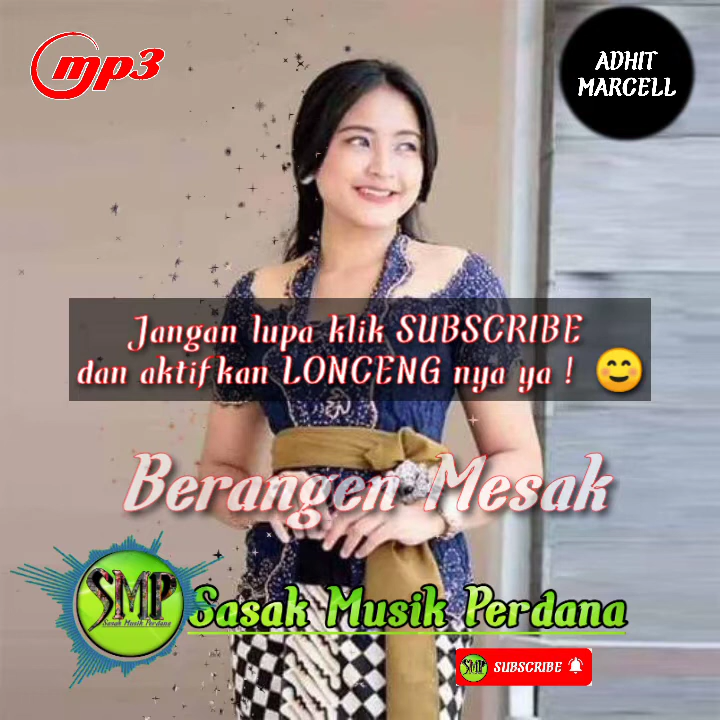 mp3
ADHIT
MARCELL
Jangan lupa klik SUBSCRIBE
dan aktifkan LONCENG nya ya !
Berangen Mesak
SMP
Sasak Musik Perdana
Sasak Musik Perdana
SMP
SUBSCRIBE